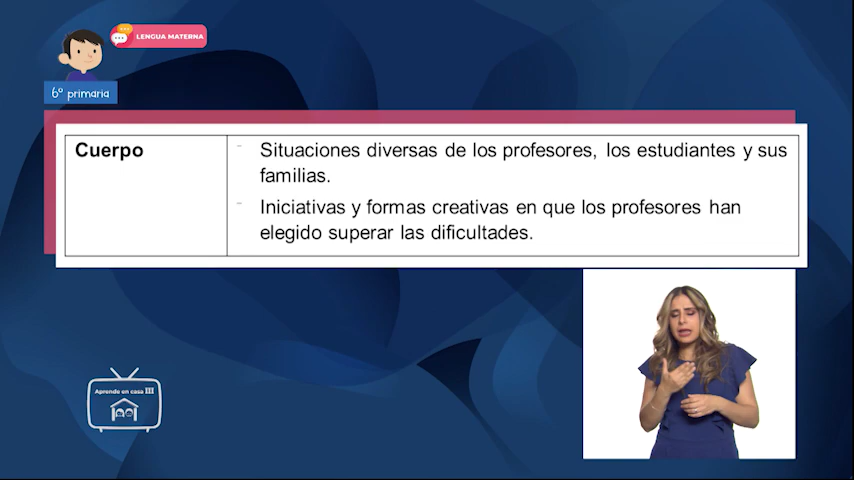 LENGUA MATERNA
6° primaria
Cuerpo
- Situaciones diversas de los profesores, los estudiantes y sus
familias.
- Iniciativas y formas creativas en que los profesores han
elegido superar las dificultades.
Aprende en casa III